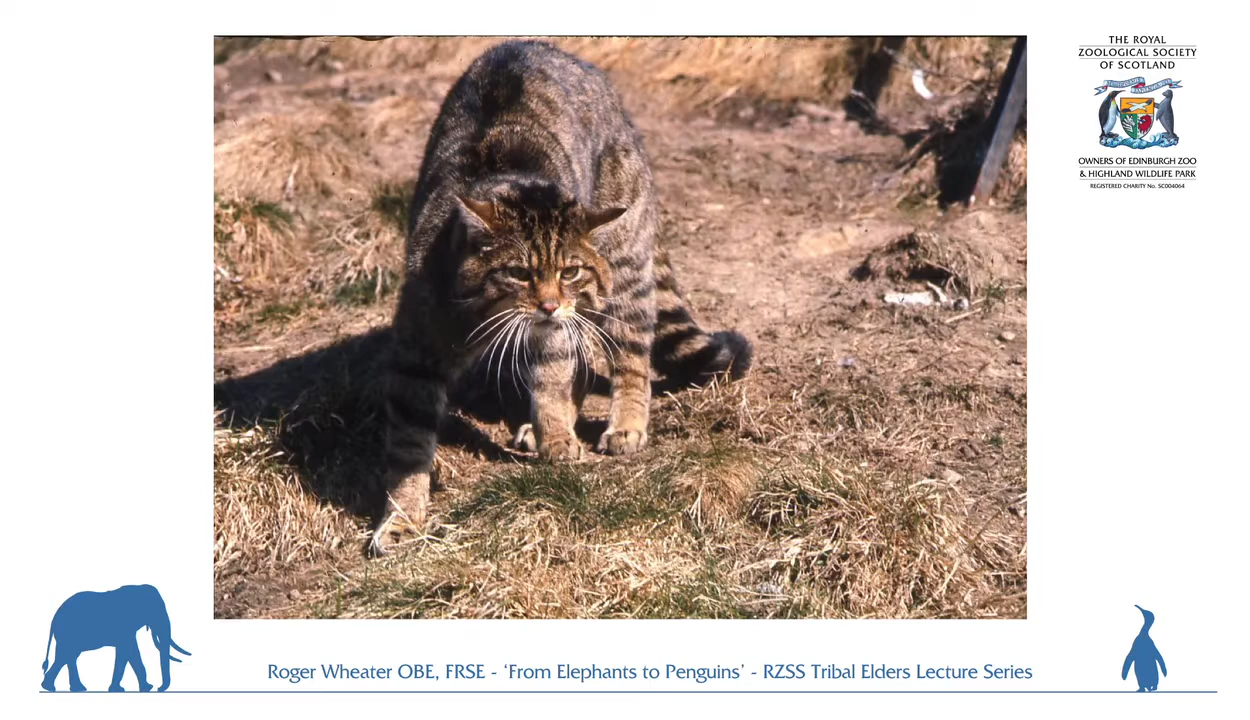 THE ROYAL
ZOOLOGICAL SOCIETY
OF SCOTLAND
OWNERS OF EDINBURGH ZOO
& HIGHLAND WILDLIFE PARK
REGISTERED CHARITY No. SC004064
Roger Wheater OBE, FRSE - ‘From Elephants to Penguins’ - RZSS Tribal Elders Lecture Series